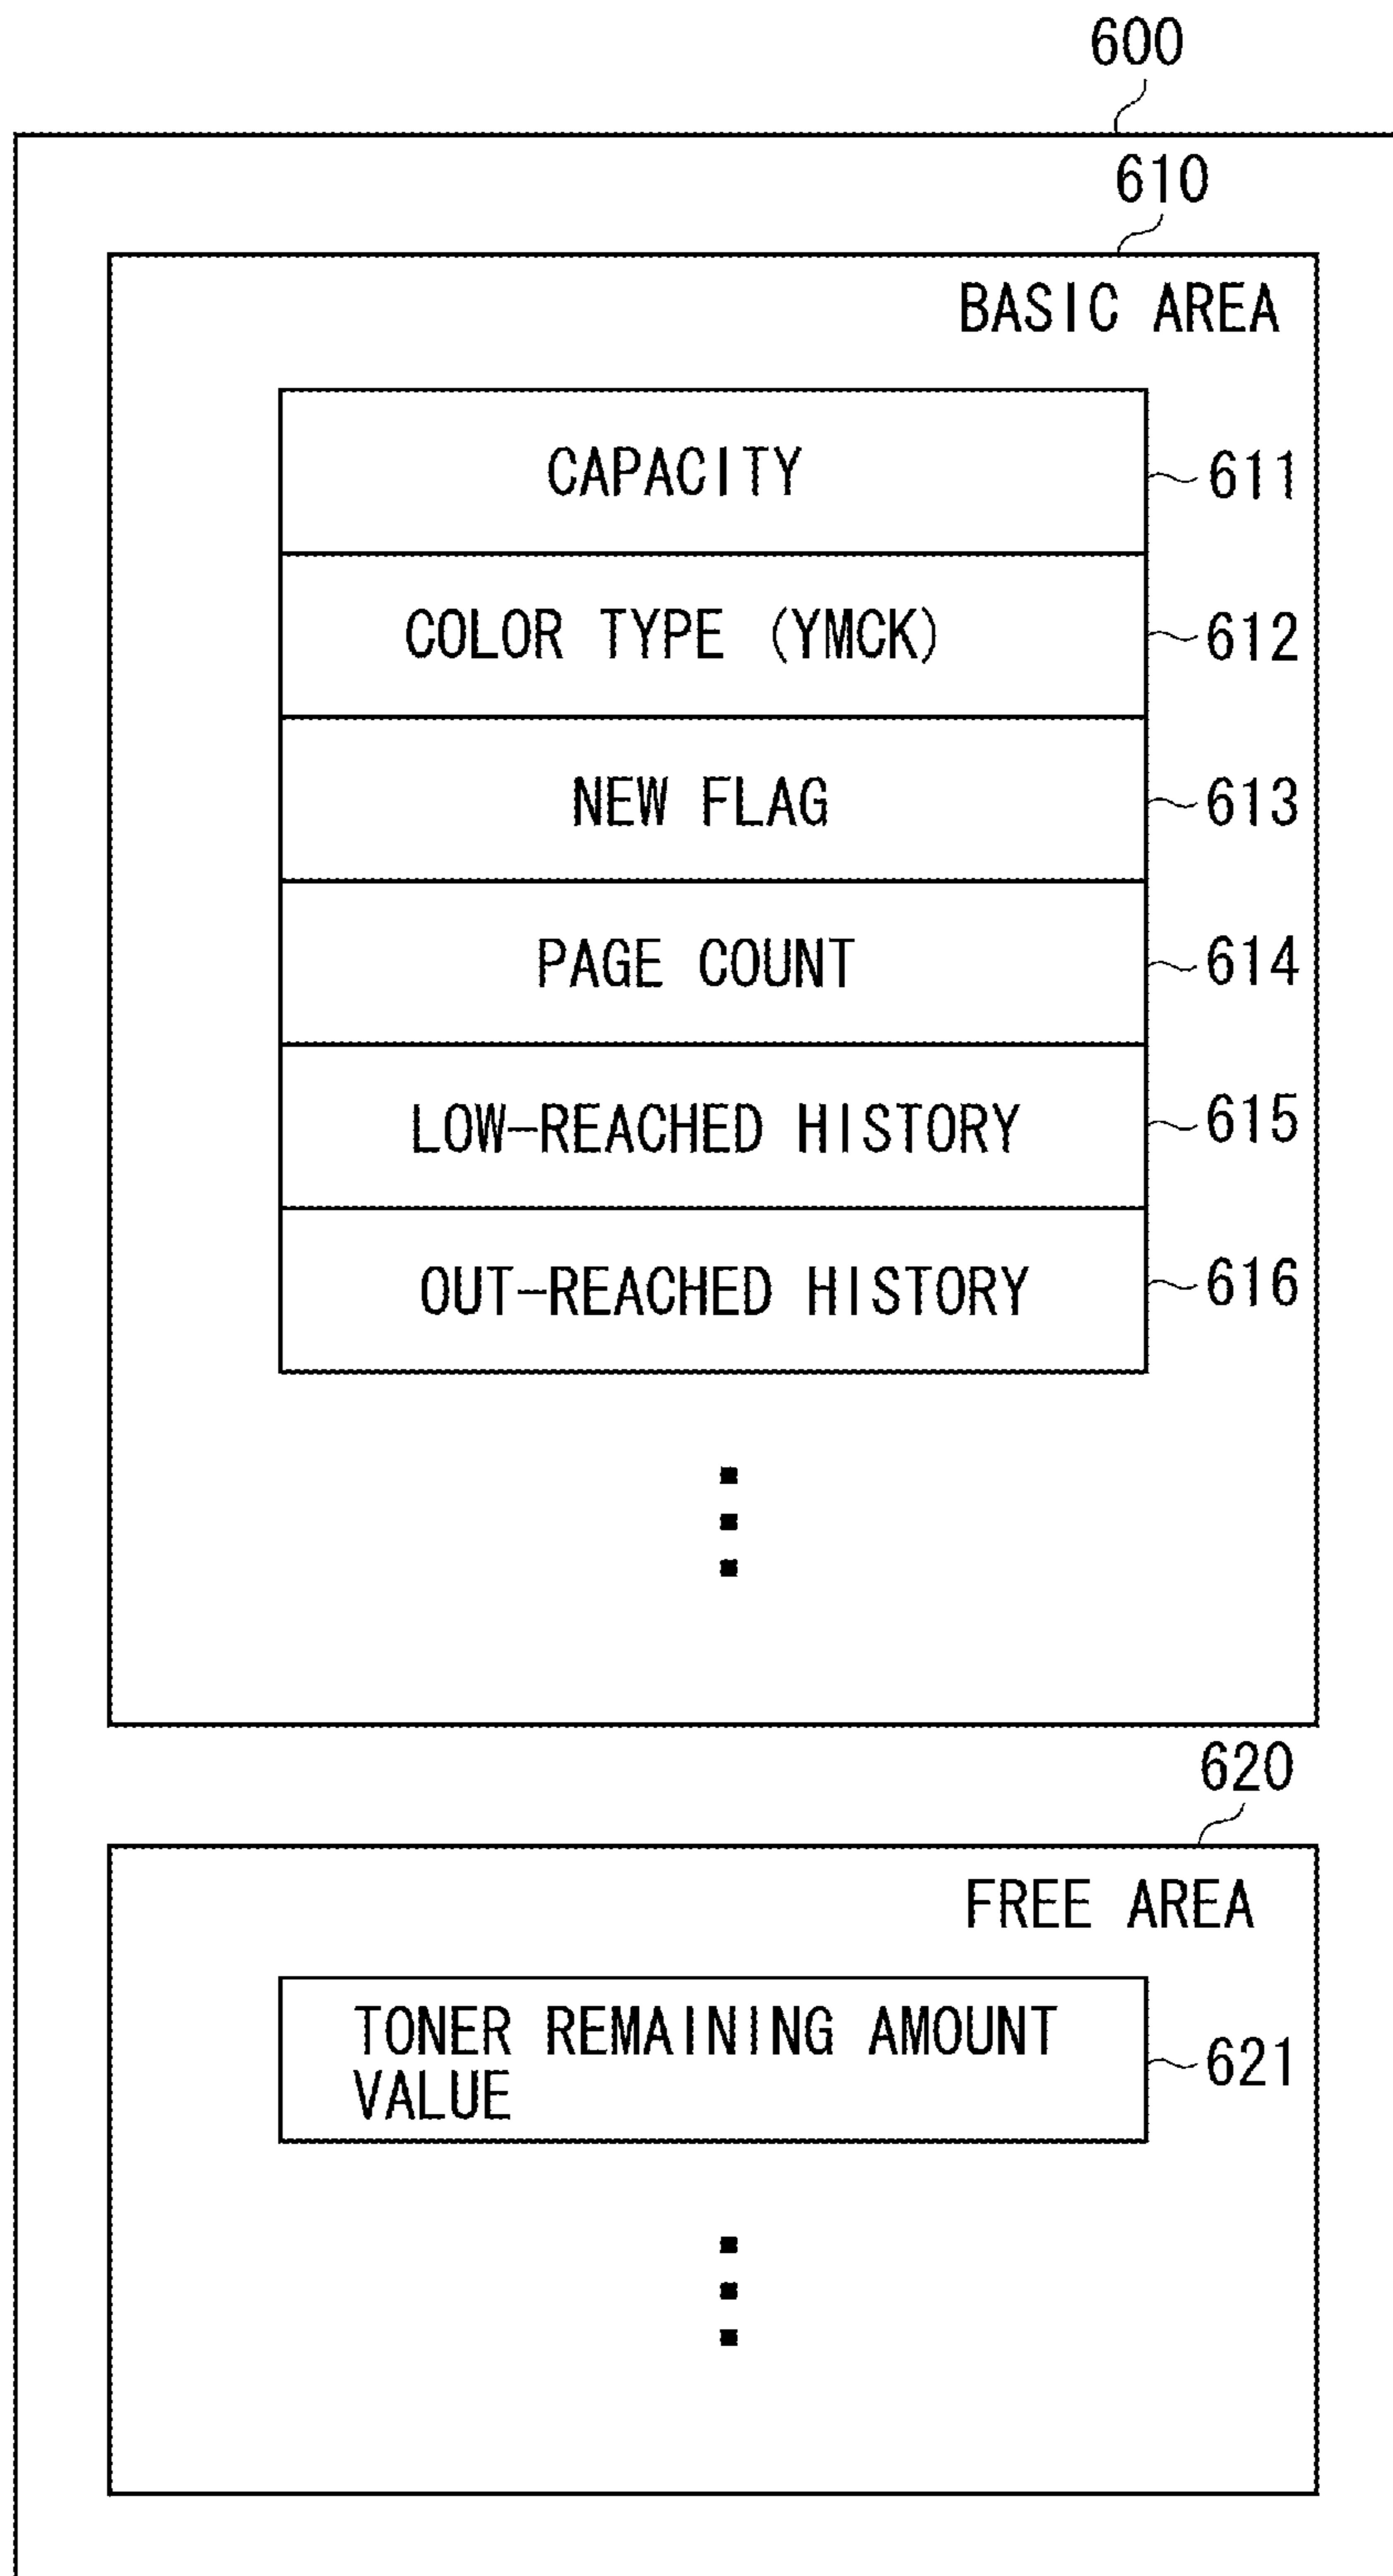 600
610
BASIC AREA
CAPACITY 611
COLOR TYPE (YMCK) 612
NEW FLAG 613
PAGE COUNT 614
LOW-REACHED HISTORY 615
OUT-REACHED HISTORY 616
620
FREE AREA
TONER REMAINING AMOUNT
VALUE
621